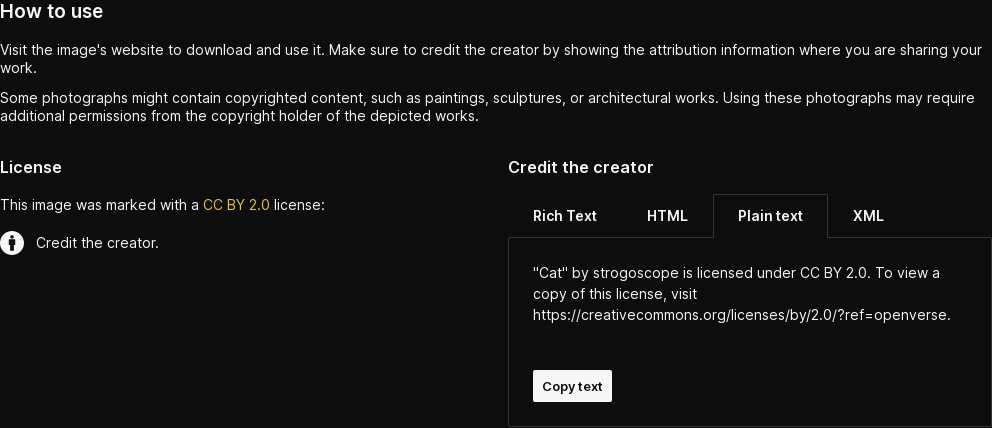 How to use
Visit the image's website to download and use it. Make sure to credit the creator by showing the attribution information where you are sharing your
work.
Some photographs might contain copyrighted content, such as paintings, sculptures, or architectural works. Using these photographs may require
additional permissions from the copyright holder of the depicted works.
License
This image was marked with a CC BY 2.0 license:
Credit the creator.
Credit the creator
Rich Text HTML Plain text XML
"Cat" by strogoscope is licensed under CC BY 2.0. To view a
copy of this license, visit
https://creativecommons.org/licenses/by/2.0/?ref=openverse.
Copy text